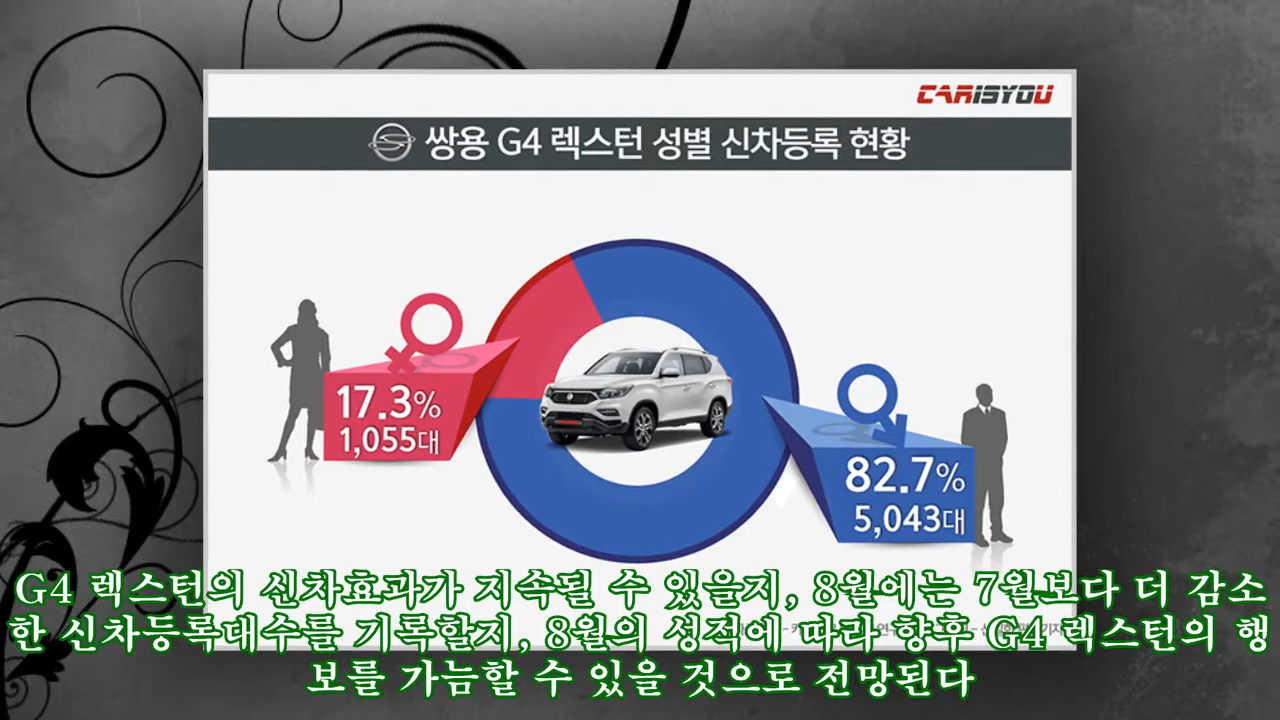 CARISYOU
쌍용 G4 렉스턴 성별 신차등록 현황
17.3%
1,055대
82.7%
5,043대
G4 렉스턴의 신차효과가 지속될 수 있을지, 8월에는 7월보다 더 감소
한 신차등록대수를 기록할지, 8월의 성적에 따라 향후 G4 렉스턴의 행
보를 가늠할 수 있을 것으로 전망된다